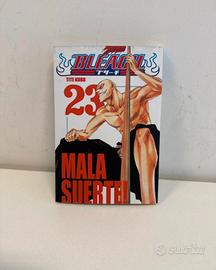 BLEACH
ブリーチ
TITE KUBO
23
MALA
SUERTE!
subito